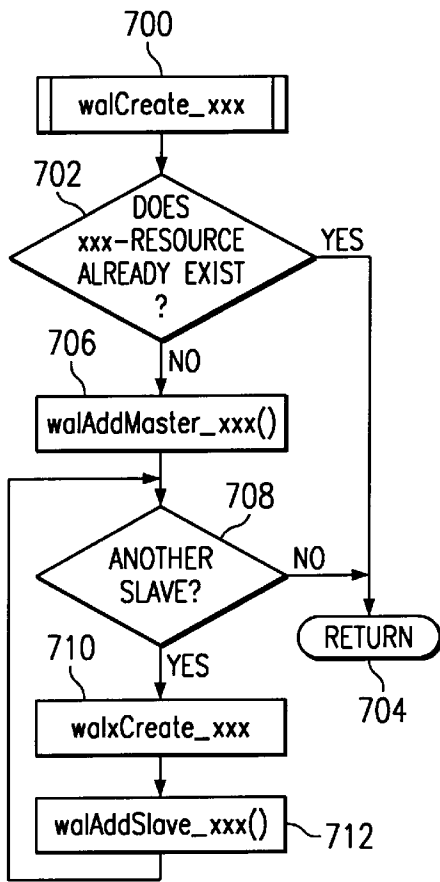 700
walCreate_xxx
702
DOES
xxx-RESOURCE
ALREADY EXIST
?
YES
NO
706
walAddMaster_xxx()
708
ANOTHER
SLAVE?
NO
RETURN
704
YES
710
walxCreate_xxx
walAddSlave_xxx()
712